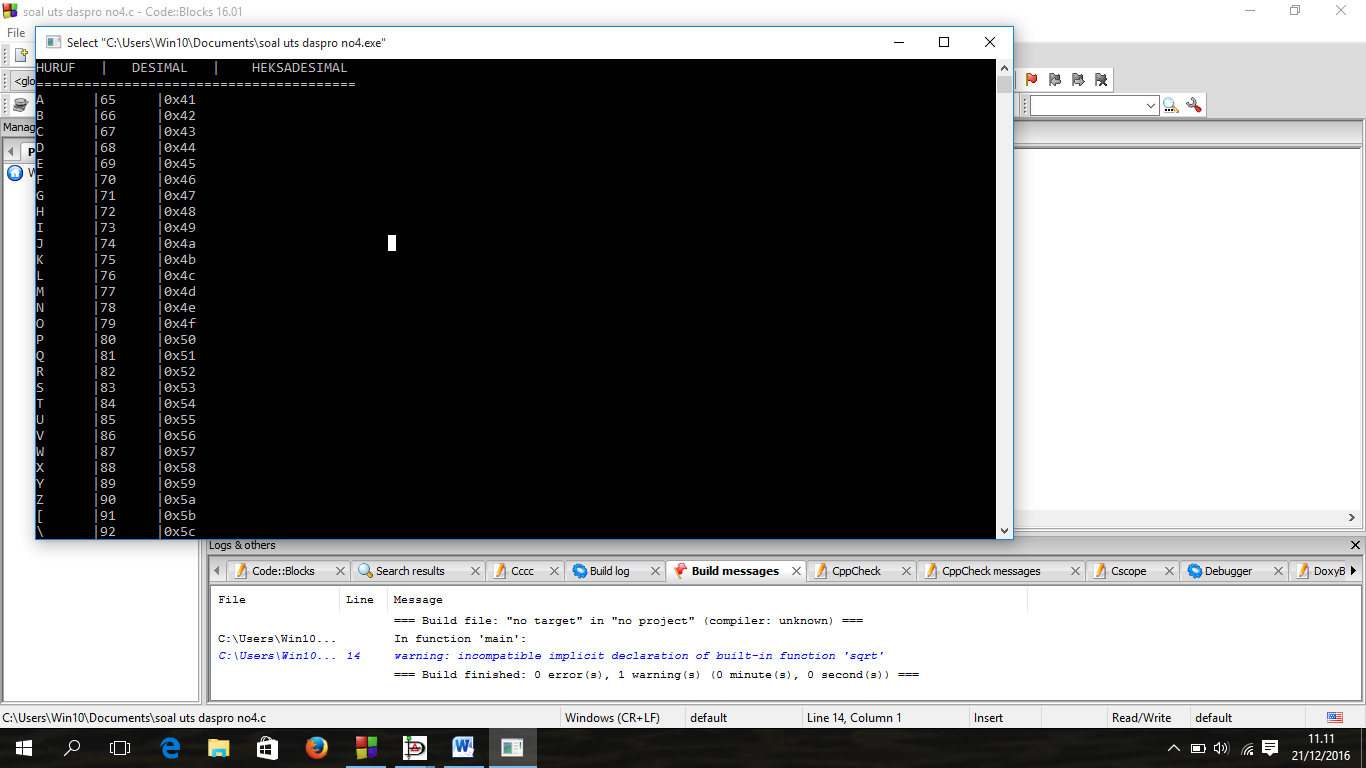 soal uts daspro no4.c - Code::Blocks 16.01
File
Select "C:\Users\Win10\Documents\soal uts daspro no4.exe"
HURUF | DESIMAL | HEKSADESIMAL
========================================
A |65 |0x41
B |66 |0x42
C |67 |0x43
D |68 |0x44
E |69 |0x45
F |70 |0x46
G |71 |0x47
H |72 |0x48
I |73 |0x49
J |74 |0x4a
K |75 |0x4b
L |76 |0x4c
M |77 |0x4d
N |78 |0x4e
O |79 |0x4f
P |80 |0x50
Q |81 |0x51
R |82 |0x52
S |83 |0x53
T |84 |0x54
U |85 |0x55
V |86 |0x56
W |87 |0x57
X |88 |0x58
Y |89 |0x59
Z |90 |0x5a
[ |91 |0x5b
\ |92 |0x5c
<glo
Manag
P
W
Logs & others
Code::Blocks Search results Cccc Build log Build messages CppCheck CppCheck messages Cscope Debugger DoxyB
File Line Message
=== Build file: "no target" in "no project" (compiler: unknown) ===
C:\Users\Win10... In function 'main':
C:\Users\Win10... 14 warning: incompatible implicit declaration of built-in function 'sqrt'
=== Build finished: 0 error(s), 1 warning(s) (0 minute(s), 0 second(s)) ===
C:\Users\Win10\Documents\soal uts daspro no4.c Windows (CR+LF) default Line 14, Column 1 Insert Read/Write default
11.11
21/12/2016